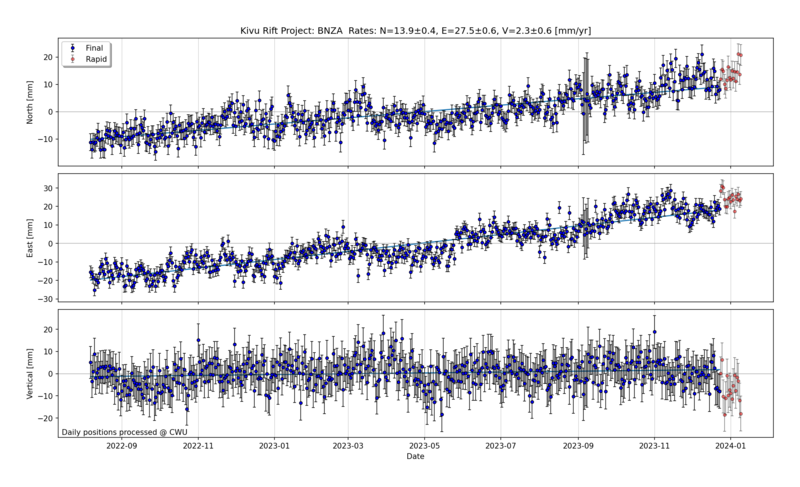 Kivu Rift Project: BNZA Rates: N=13.9±0.4, E=27.5±0.6, V=2.3±0.6 [mm/yr]
Final
Rapid
North [mm]
20
10
0
−10
East [mm]
30
20
10
0
−10
−20
−30
Vertical [mm]
20
10
0
−10
−20
Daily positions processed @ CWU
2022-09 2022-11 2023-01 2023-03 2023-05 2023-07 2023-09 2023-11 2024-01
Date